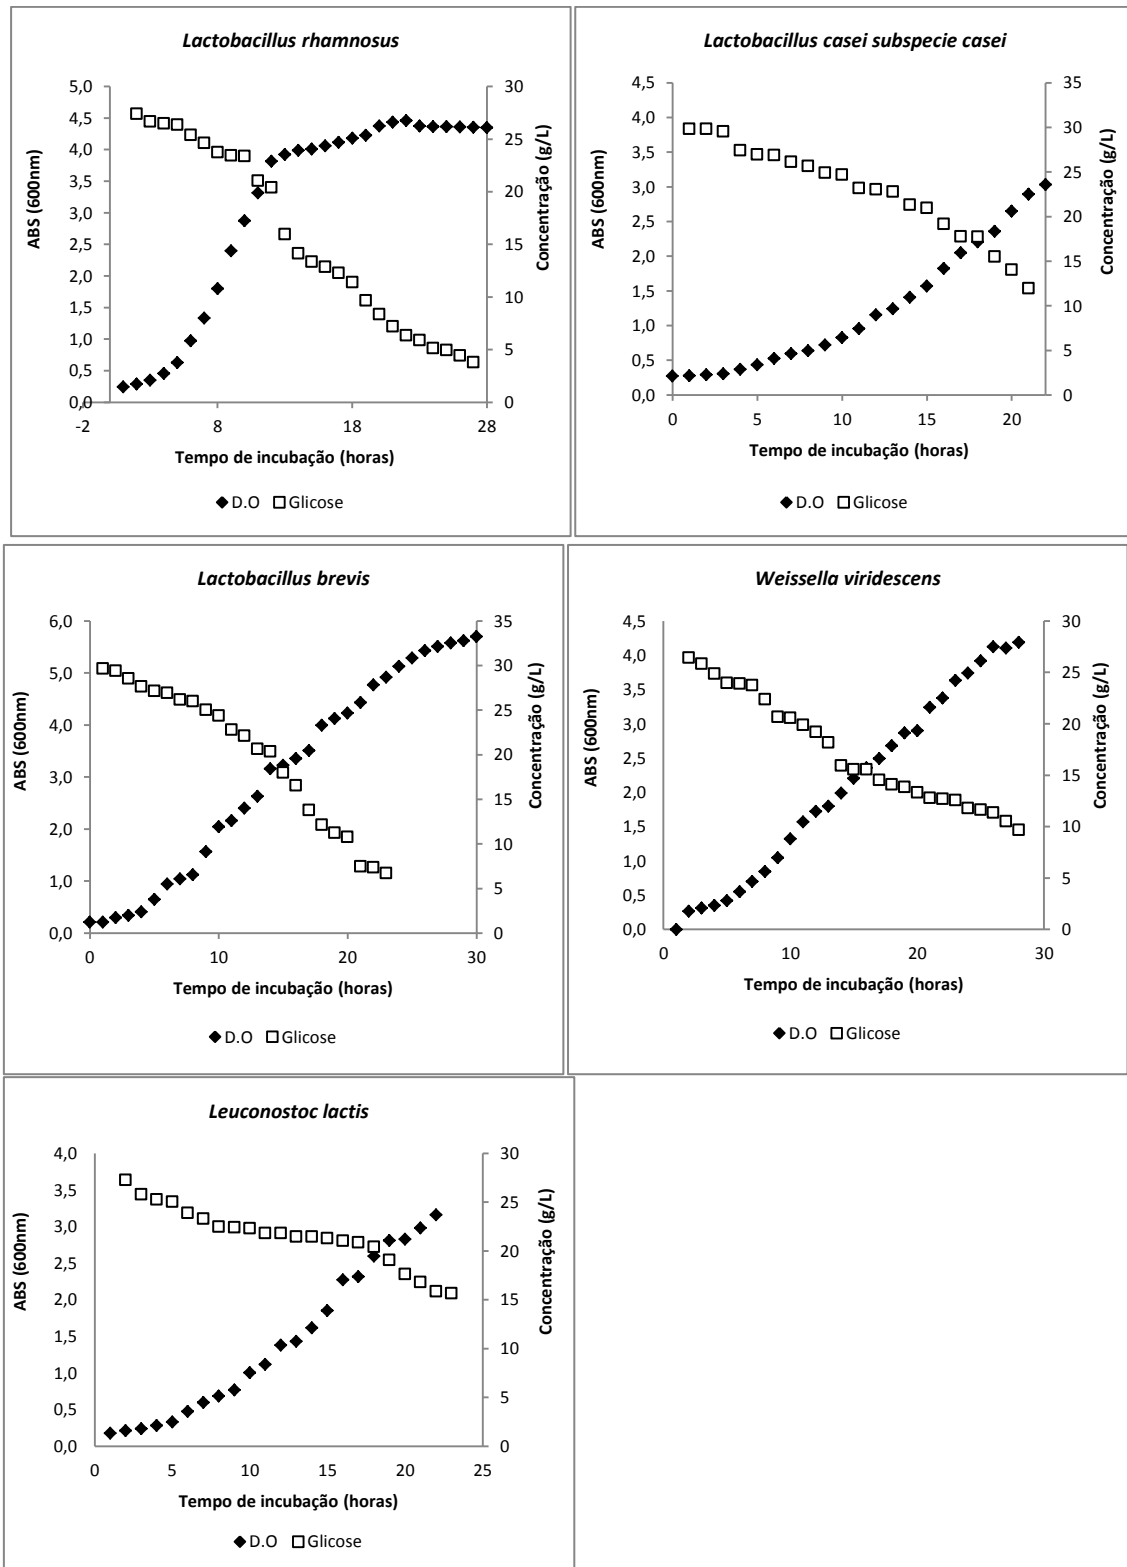 Lactobacillus rhamnosus
5,0
4,5
4,0
3,5
3,0
2,5
2,0
1,5
1,0
0,5
0,0
ABS (600nm)
30
25
20
15
10
5
0
Concentração (g/L)
-2 8 18 28
Tempo de incubação (horas)
D.O Glicose
Lactobacillus casei subspecie casei
4,5
4,0
3,5
3,0
2,5
2,0
1,5
1,0
0,5
0,0
ABS (600nm)
35
30
25
20
15
10
5
0
Concentração (g/L)
0 5 10 15 20
Tempo de incubação (horas)
D.O Glicose
Lactobacillus brevis
6,0
5,0
4,0
3,0
2,0
1,0
0,0
ABS (600nm)
35
30
25
20
15
10
5
0
Concentração (g/L)
0 10 20 30
Tempo de incubação (horas)
D.O Glicose
Weissella viridescens
4,5
4,0
3,5
3,0
2,5
2,0
1,5
1,0
0,5
0,0
ABS (600nm)
30
25
20
15
10
5
0
Concentração (g/L)
0 10 20 30
Tempo de incubação (horas)
D.O Glicose
Leuconostoc lactis
4,0
3,5
3,0
2,5
2,0
1,5
1,0
0,5
0,0
ABS (600nm)
30
25
20
15
10
5
0
Concentração (g/L)
0 5 10 15 20 25
Tempo de incubação (horas)
D.O Glicose